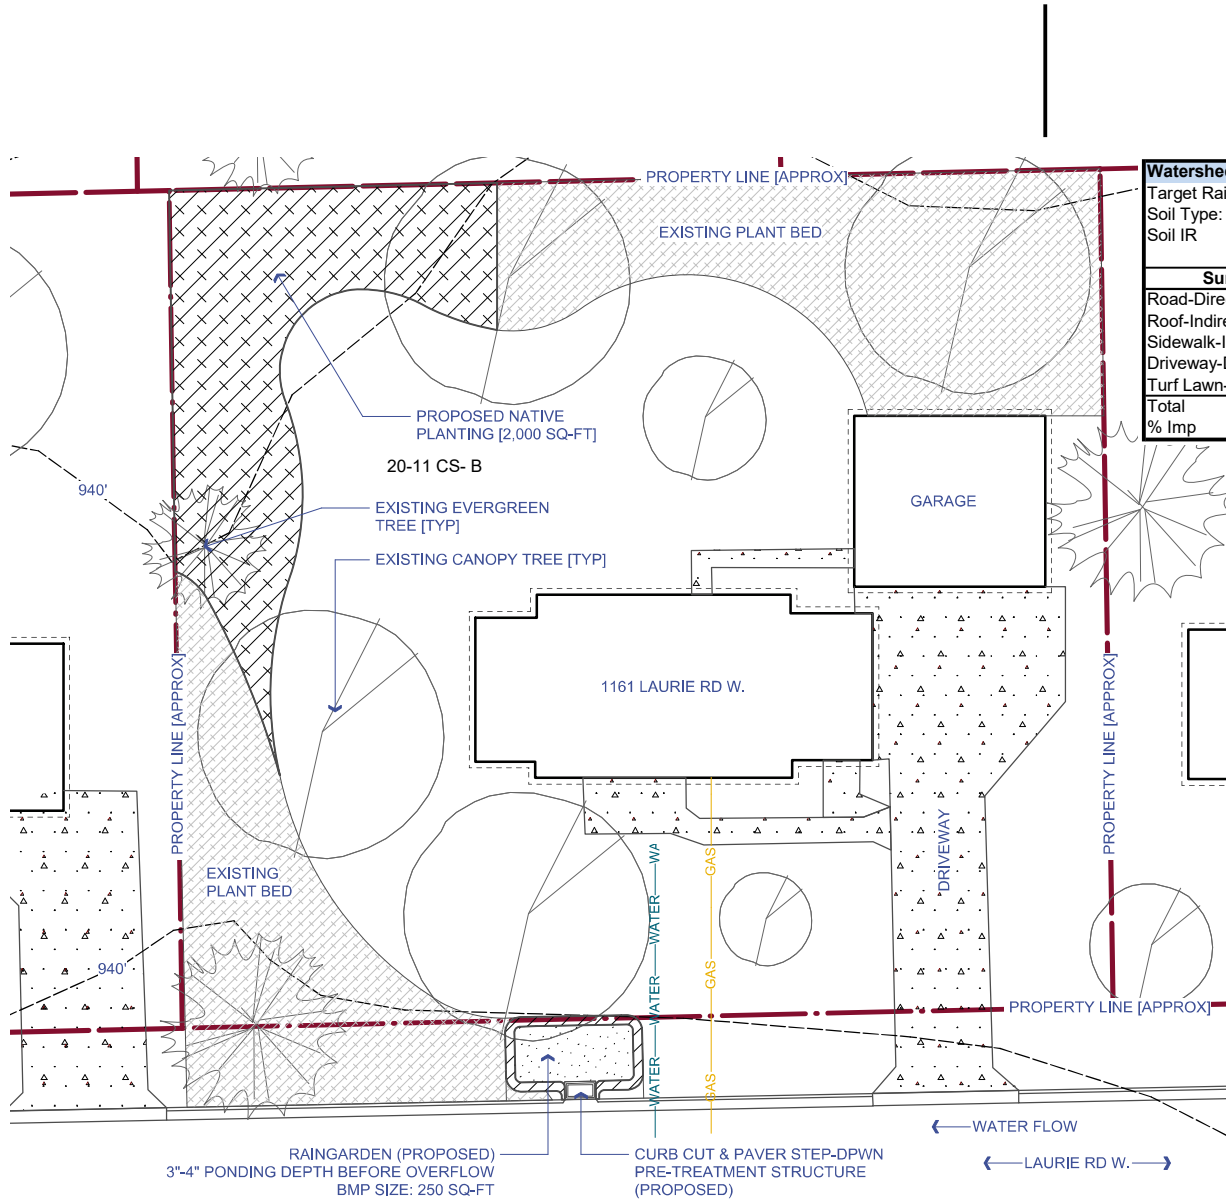 PROPERTY LINE [APPROX]
EXISTING PLANT BED
Watershe
Target Rai
Soil Type:
Soil IR
Su
Road-Dire
Roof-Indire
Sidewalk-I
Driveway-D
Turf Lawn-
Total
% Imp
PROPOSED NATIVE
PLANTING [2,000 SQ-FT]
20-11 CS- B
940'
EXISTING EVERGREEN
TREE [TYP]
EXISTING CANOPY TREE [TYP]
GARAGE
1161 LAURIE RD W.
PROPERTY LINE [APPROX]
PROPERTY LINE [APPROX]
DRIVEWAY
EXISTING
PLANT BED
940'
WATER
WATER
WATER
WATER
WA
GAS
GAS
GAS
PROPERTY LINE [APPROX]
RAINGARDEN (PROPOSED)
3"-4" PONDING DEPTH BEFORE OVERFLOW
BMP SIZE: 250 SQ-FT
CURB CUT & PAVER STEP-DPWN
PRE-TREATMENT STRUCTURE
(PROPOSED)
WATER FLOW
LAURIE RD W.